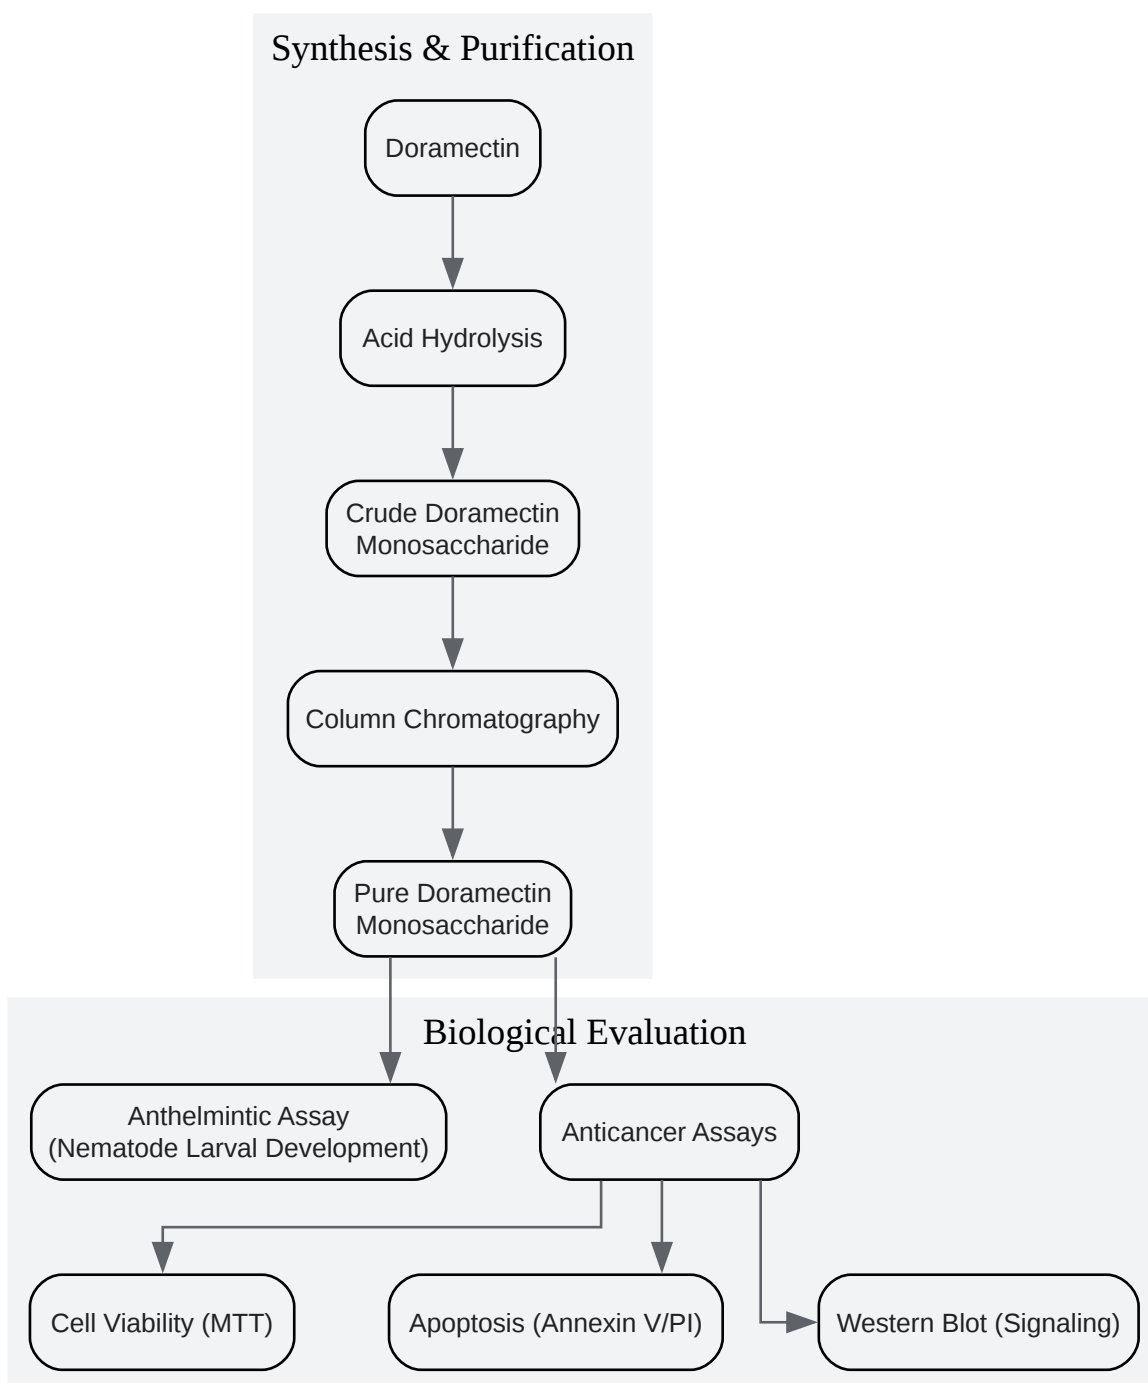 Synthesis & Purification
Doramectin
Acid Hydrolysis
Crude Doramectin
Monosaccharide
Column Chromatography
Pure Doramectin
Monosaccharide
Biological Evaluation
Anthelmintic Assay
(Nematode Larval Development)
Anticancer Assays
Cell Viability (MTT)
Apoptosis (Annexin V/PI)
Western Blot (Signaling)